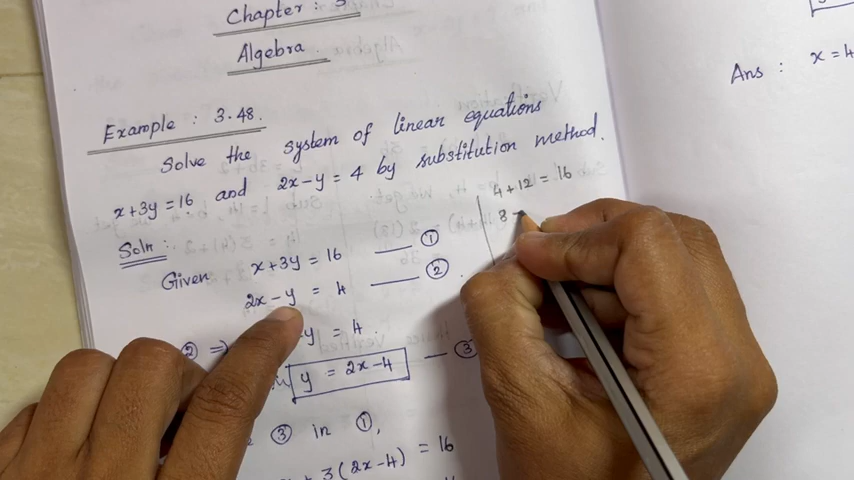 Chapter : 3
Algebra
Example : 3.48.
Solve the system of linear equations
x+3y = 16 and 2x-y = 4 by substitution method.
Soln :
Given x+3y = 16 — ①
2x-y = 4 — ②
② ⇒ y = 4.
y = 2x-4 — ③
③ in ①,
3(2x-4) = 16
4+12 = 16
8 -
Ans : x = 4